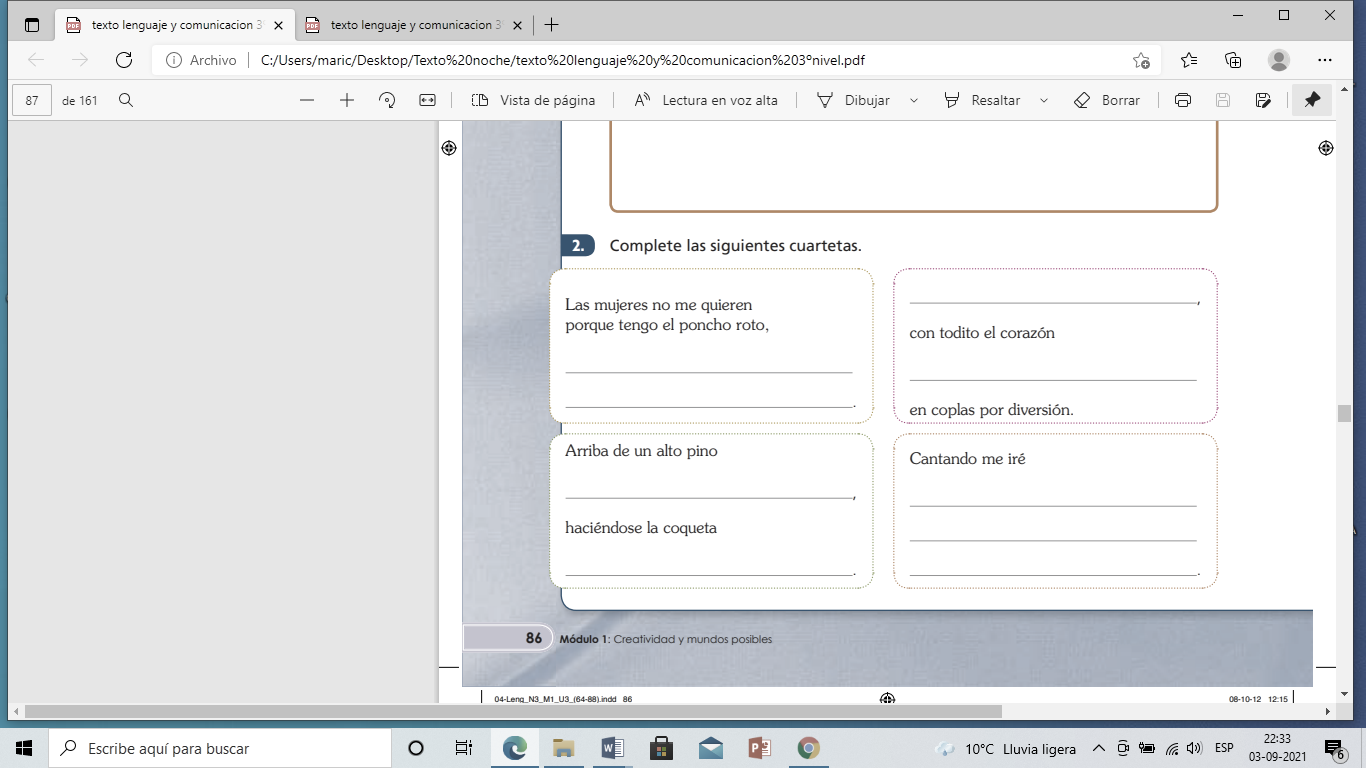 texto lenguaje y comunicacion 3
texto lenguaje y comunicacion 3
Archivo
C:/Users/maric/Desktop/Texto%20noche/texto%20lenguaje%20y%20comunicacion%203ºnivel.pdf
87 de 161
Vista de página
Lectura en voz alta
Dibujar
Resaltar
Borrar
2. Complete las siguientes cuartetas.
Las mujeres no me quieren
porque tengo el poncho roto,
.
,
con todito el corazón
en coplas por diversión.
Arriba de un alto pino
,
haciéndose la coqueta
.
Cantando me iré
.
86 Módulo 1: Creatividad y mundos posibles
04-Leng_N3_M1_U3_(64-88).indd 86
08-10-12 12:15
Escribe aquí para buscar
10°C Lluvia ligera
ESP
22:33
03-09-2021
6